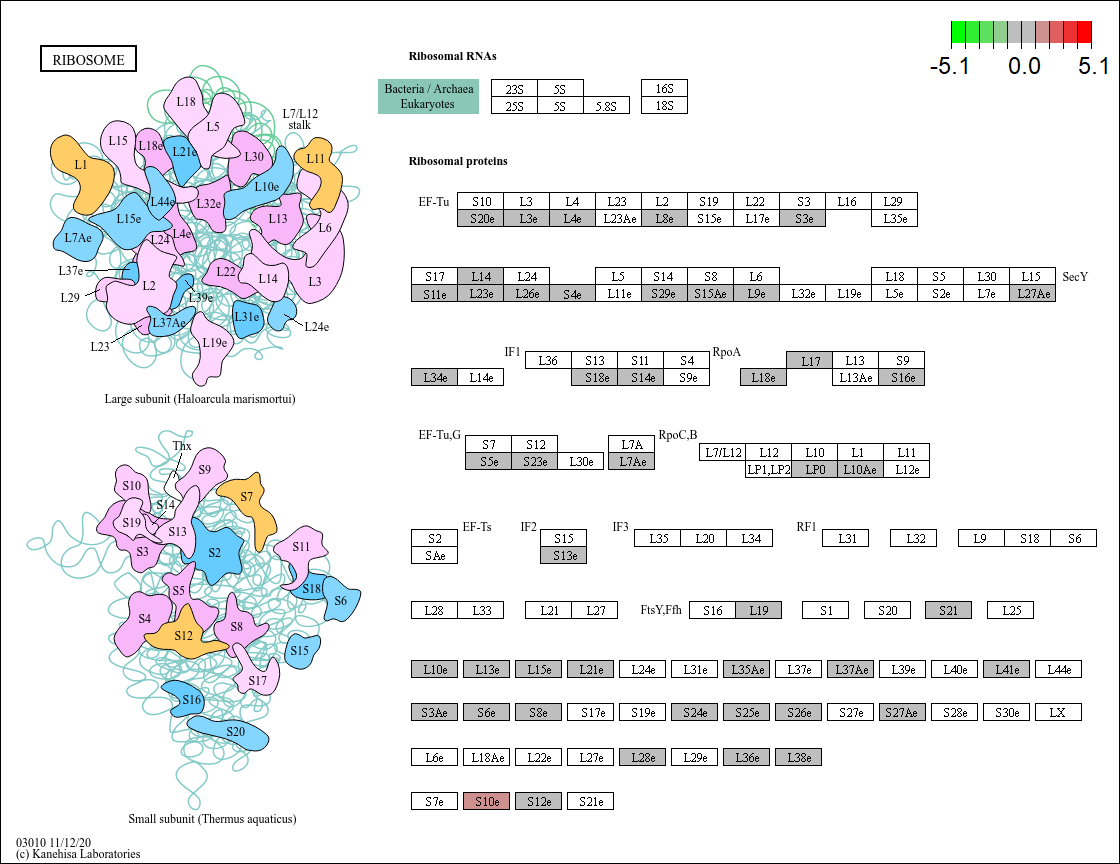 RIBOSOME
-5.1 0.0 5.1
Ribosomal RNAs
Bacteria / Archaea
Eukaryotes
23S 5S 16S
25S 5S 5.8S 18S
Ribosomal proteins
EF-Tu
S10 L3 L4 L23 L2 S19 L22 S3 L16 L29
S20e L3e L4e L23Ae L8e S15e L17e S3e L35e
S17 L14 L24 L5 S14 S8 L6 L18 S5 L30 L15
SecY
S11e L23e L26e S4e L11e S29e S15Ae L9e L32e L19e L5e S2e L7e L27Ae
IF1
L36 S13 S11 S4
RpoA
L17 L13 S9
L34e L14e S18e S14e S9e L18e L13Ae S16e
EF-Tu,G
S7 S12 L7A
RpoC,B
L7/L12 L12 L10 L1 L11
S5e S23e L30e L7Ae
LP1,LP2 LP0 L10Ae L12e
S2
EF-Ts
IF2
S15
IF3
L35 L20 L34
RF1
L31 L32 L9 S18 S6
SAe S13e
L28 L33 L21 L27
FtsY,Ffh
S16 L19 S1 S20 S21 L25
L10e L13e L15e L21e L24e L31e L35Ae L37e L37Ae L39e L40e L41e L44e
S3Ae S6e S8e S17e S19e S24e S25e S26e S27e S27Ae S28e S30e LX
L6e L18Ae L22e L27e L28e L29e L36e L38e
S7e S10e S12e S21e
L18
L5
L7/L12
stalk
L15
L18e
L21e
L30
L11
L1
L10e
L44e
L32e
L15e
L13
L6
L7Ae
L24
L4e
L37e
L22
L14
L3
L2
L29
L39e
L37Ae
L31e
L24e
L23
L19e
Large subunit (Haloarcula marismortui)
Thx
S9
S10
S7
S14
S19
S13
S3
S2
S11
S5
S18
S6
S4
S12
S8
S15
S17
S16
S20
Small subunit (Thermus aquaticus)
03010 11/12/20
(c) Kanehisa Laboratories